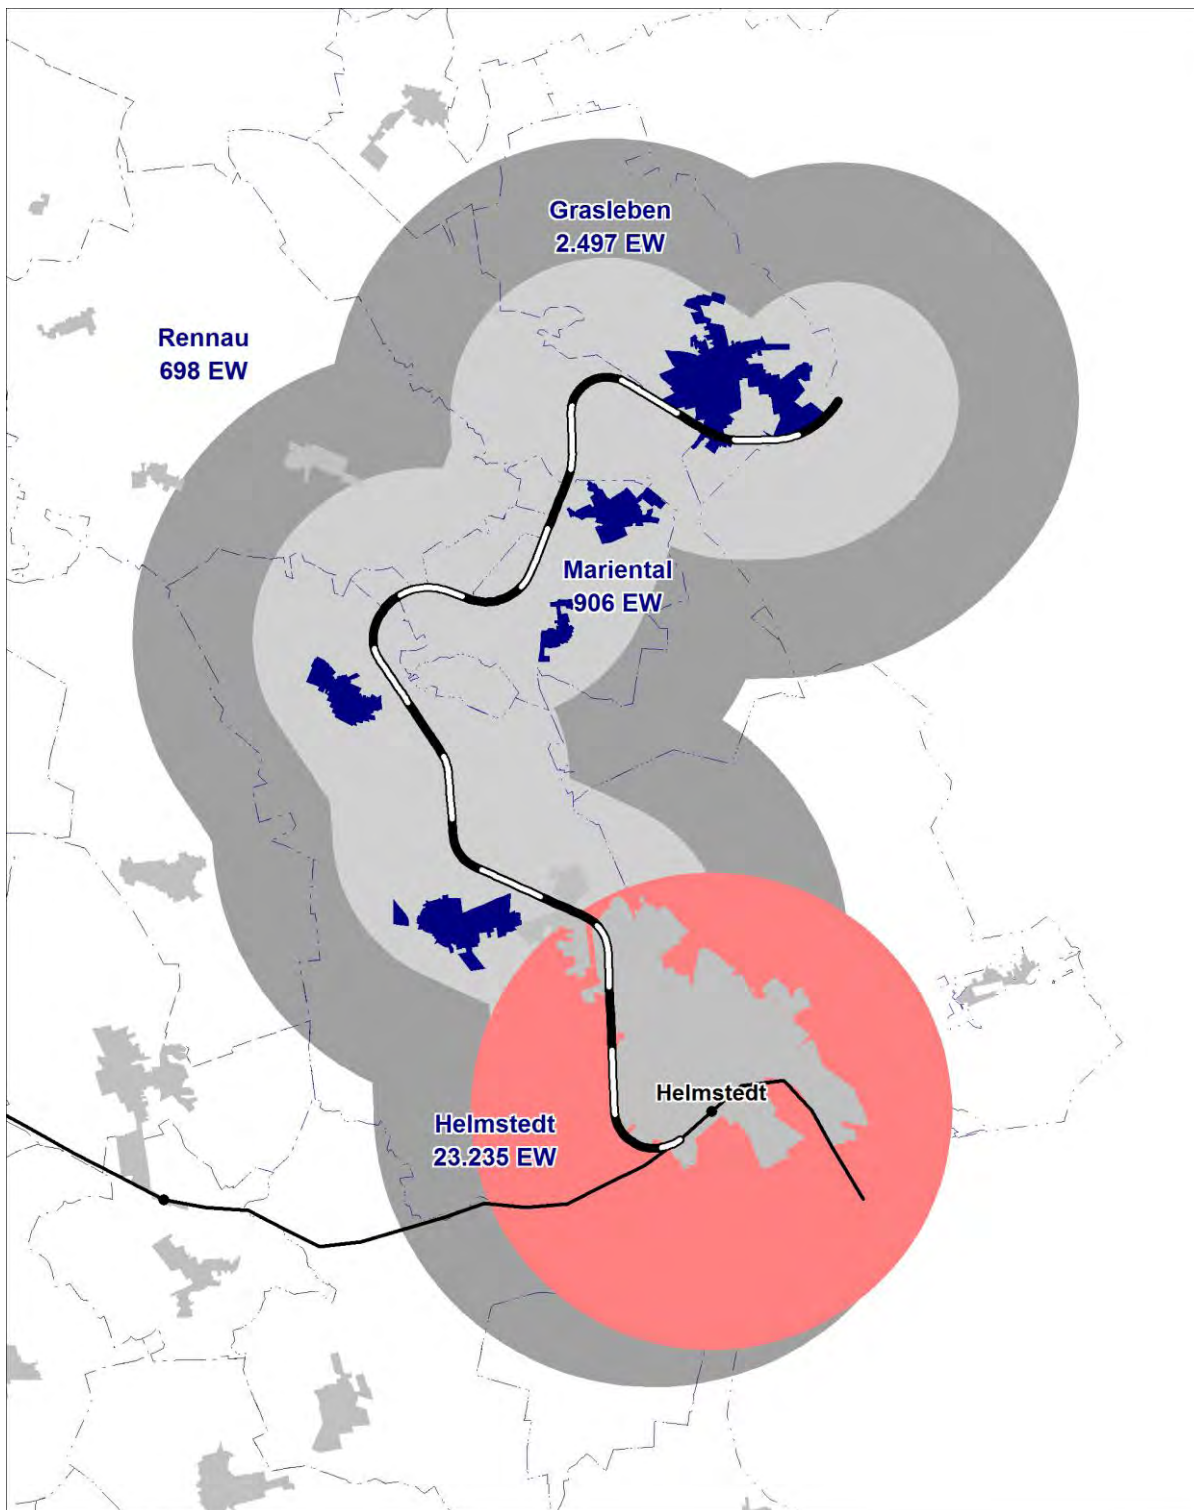 Grasleben
2.497 EW
Rennau
698 EW
Mariental
906 EW
Helmstedt
Helmstedt
23.235 EW